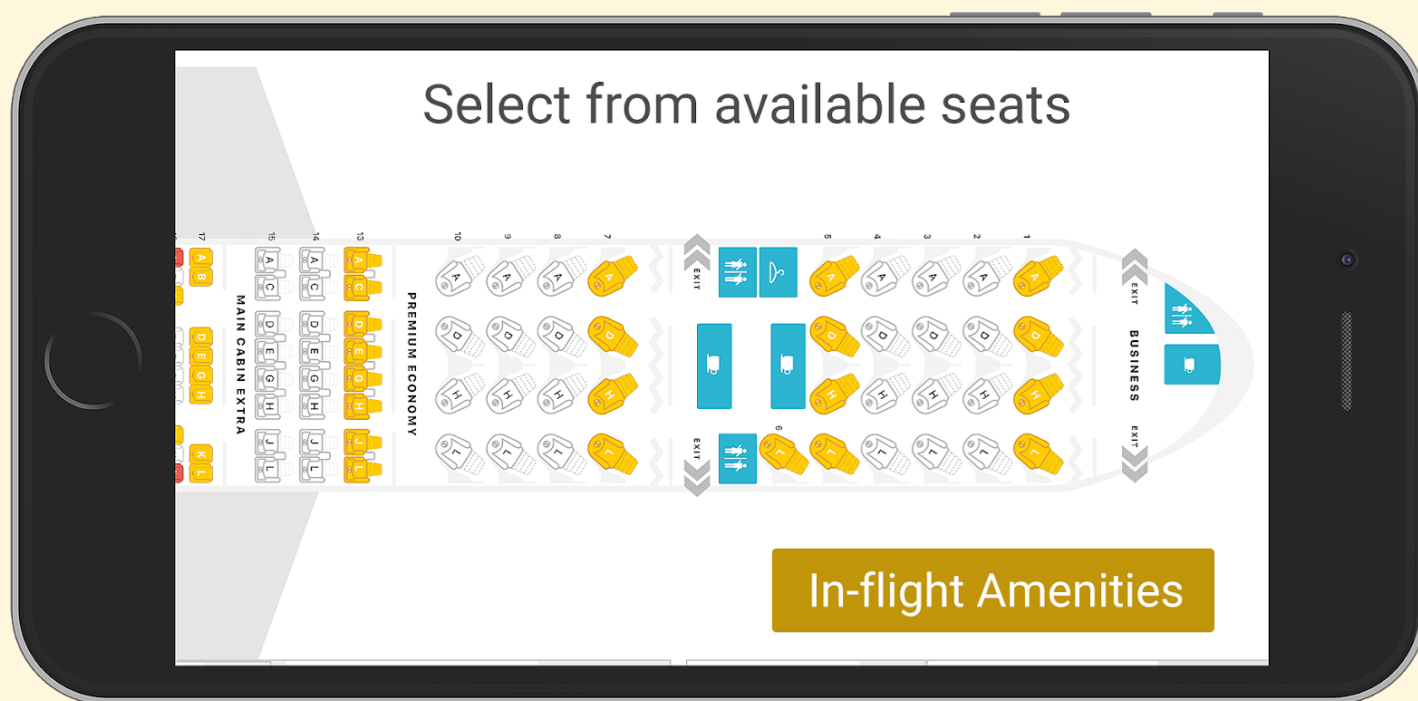 Select from available seats
17 15 14 13 10 9 8 7 5 4 3 2 1
EXIT
EXIT
A A A A A A A A A A A A A
B C C C
D D D D D D D D D D D D D
E E E E
G G G G
H H H H H H H H H H H H H
K J J J
L L L L L L L L L L L L L L
6
MAIN CABIN EXTRA
PREMIUM ECONOMY
BUSINESS
EXIT
EXIT
In-flight Amenities